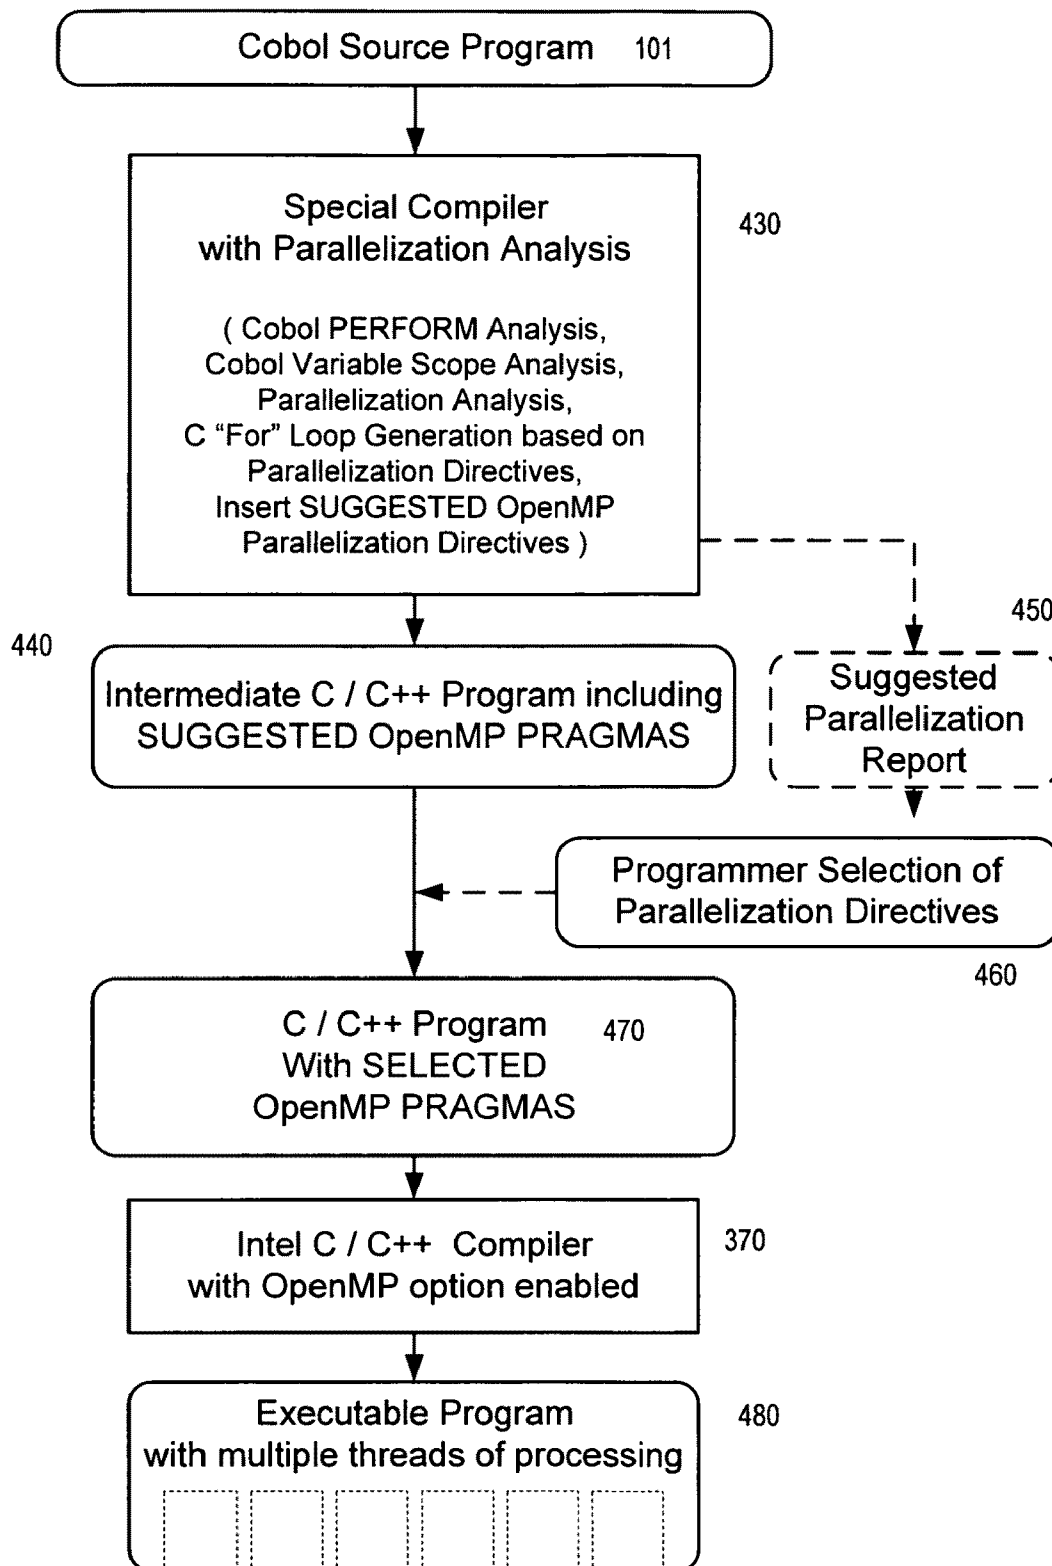 Cobol Source Program 101
Special Compiler
with Parallelization Analysis
430
( Cobol PERFORM Analysis,
Cobol Variable Scope Analysis,
Parallelization Analysis,
C “For” Loop Generation based on
Parallelization Directives,
Insert SUGGESTED OpenMP
Parallelization Directives )
450
440
Intermediate C / C++ Program including
SUGGESTED OpenMP PRAGMAS
Suggested
Parallelization
Report
Programmer Selection of
Parallelization Directives
460
C / C++ Program 470
With SELECTED
OpenMP PRAGMAS
Intel C / C++ Compiler
with OpenMP option enabled
370
Executable Program
with multiple threads of processing
480